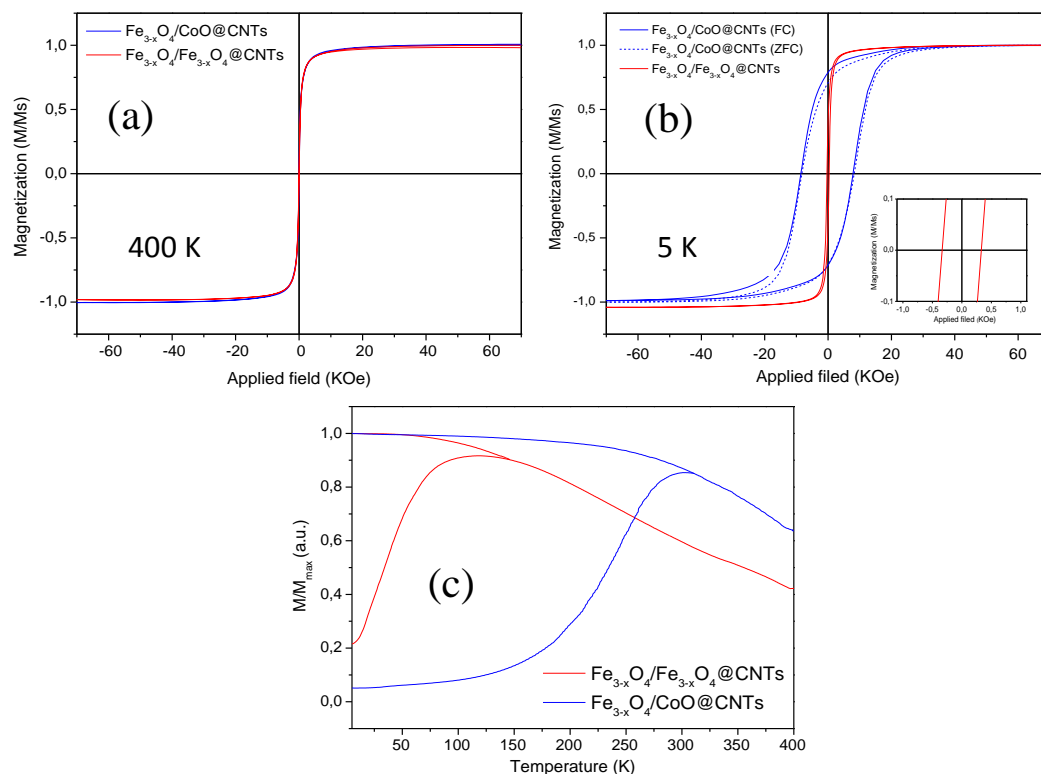 Fe3-xO4/CoO@CNTs
Fe3-xO4/Fe3-xO4@CNTs
(a)
400 K
1,0
0,5
0,0
-0,5
-1,0
Magnetization (M/Ms)
-60 -40 -20 0 20 40 60
Applied field (KOe)
Fe3-xO4/CoO@CNTs (FC)
Fe3-xO4/CoO@CNTs (ZFC)
Fe3-xO4/Fe3-xO4@CNTs
(b)
5 K
1,0
0,5
0,0
-0,5
-1,0
Magnetization (M/Ms)
-60 -40 -20 0 20 40 60
Applied filed (KOe)
0,1
0,0
-0,1
Magnetization (M/Ms)
-1,0 -0,5 0,0 0,5 1,0
Applied filed (KOe)
(c)
1,0
0,8
0,6
0,4
0,2
0,0
M/Mmax (a.u.)
Fe3-xO4/Fe3-xO4@CNTs
Fe3-xO4/CoO@CNTs
50 100 150 200 250 300 350 400
Temperature (K)